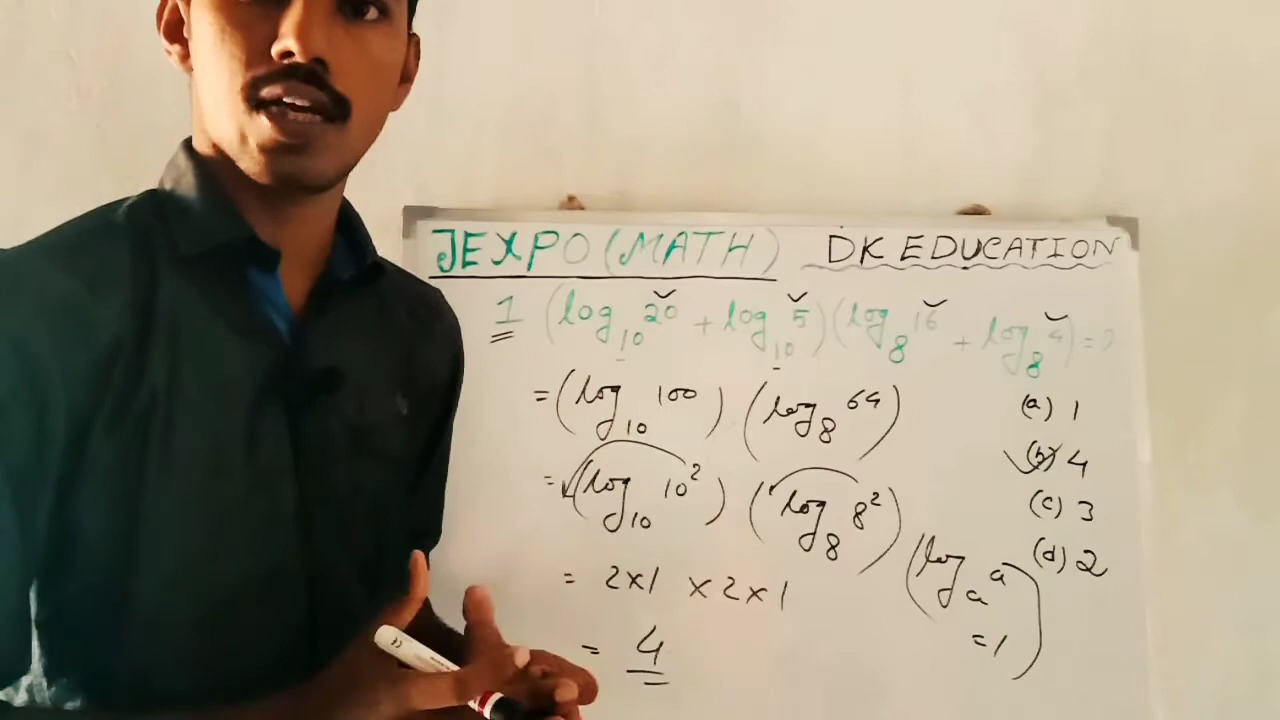 JEXPO (MATH) DK EDUCATION
1 (log₁₀ 20 + log₁₀ 5)(log₈ 16 + log₈ 4) = ?
= (log₁₀ 100) (log₈ 64)
(a) 1
= (log₁₀ 10²) (log₈ 8²)
(b) 4
(c) 3
(d) 2
(logₐ a = 1)
= 2×1 × 2×1
= 4